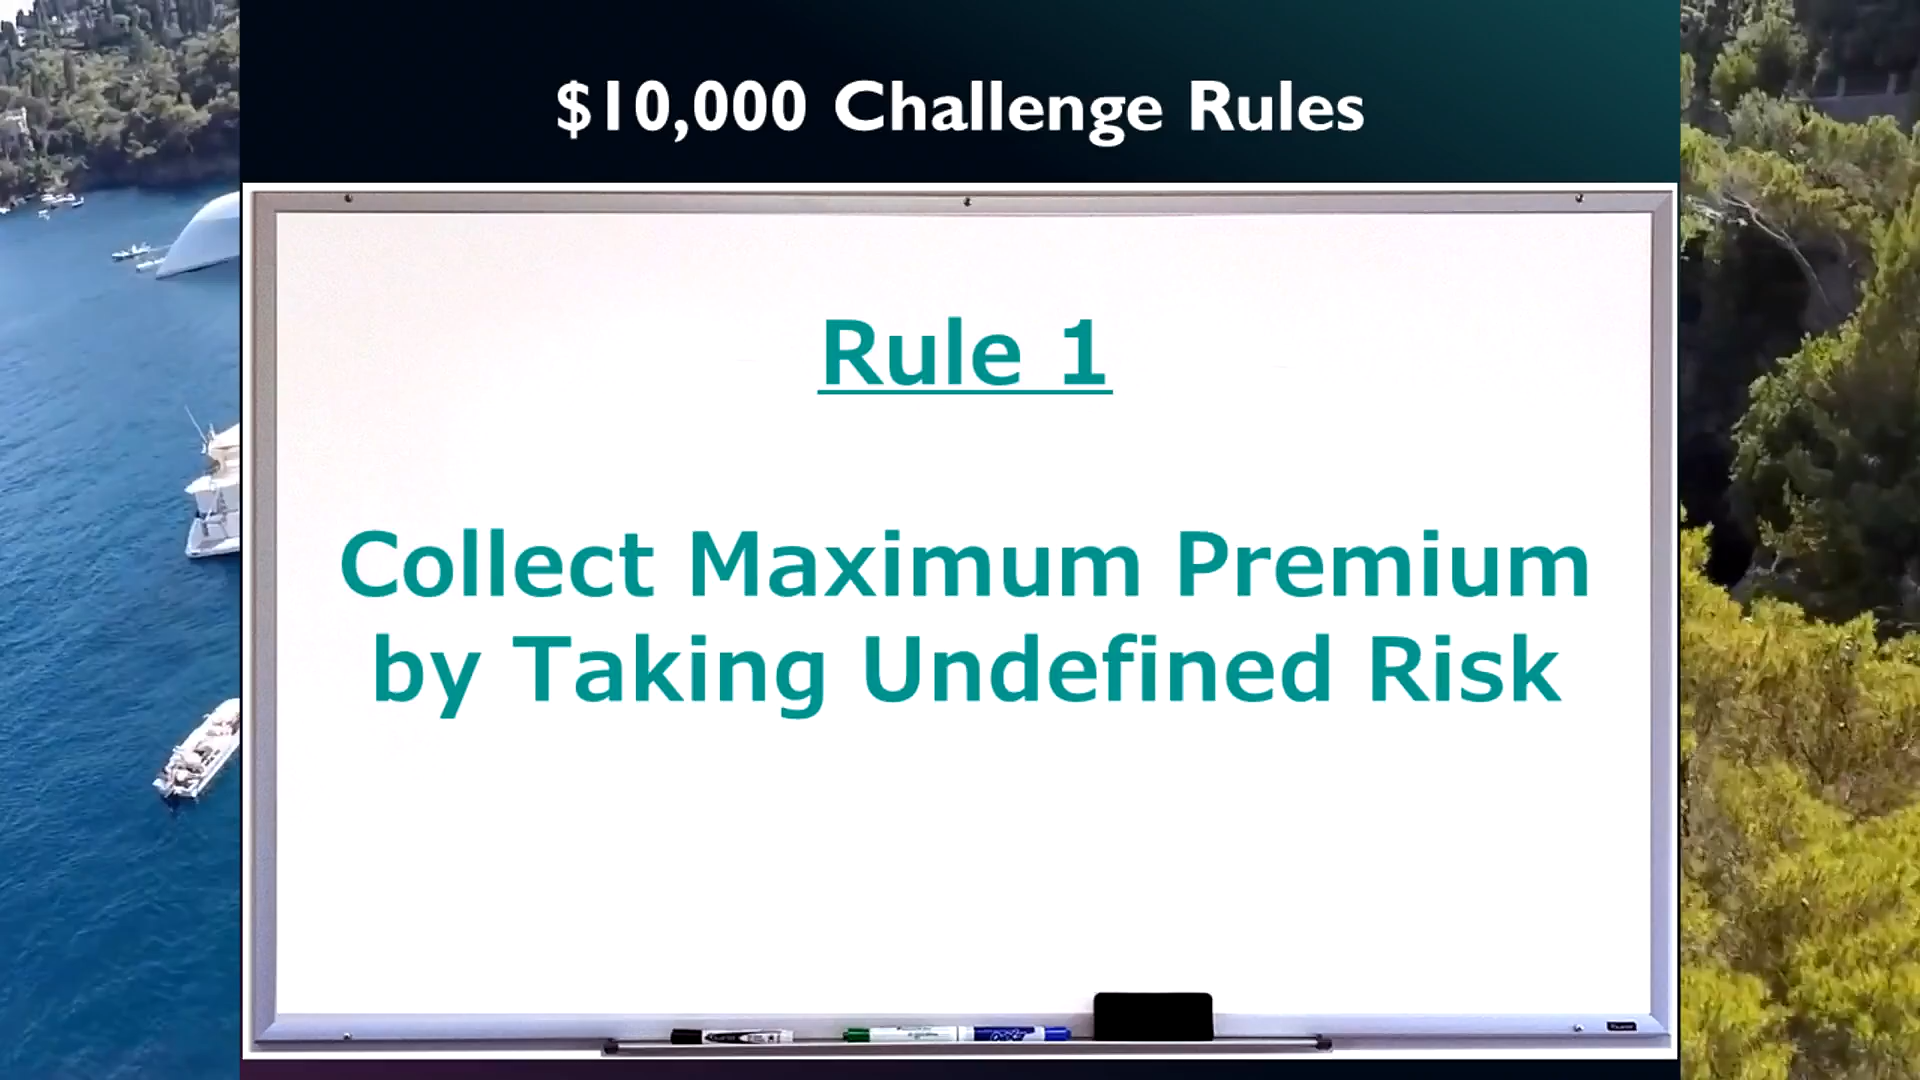 $10,000 Challenge Rules
Rule 1
Collect Maximum Premium
by Taking Undefined Risk